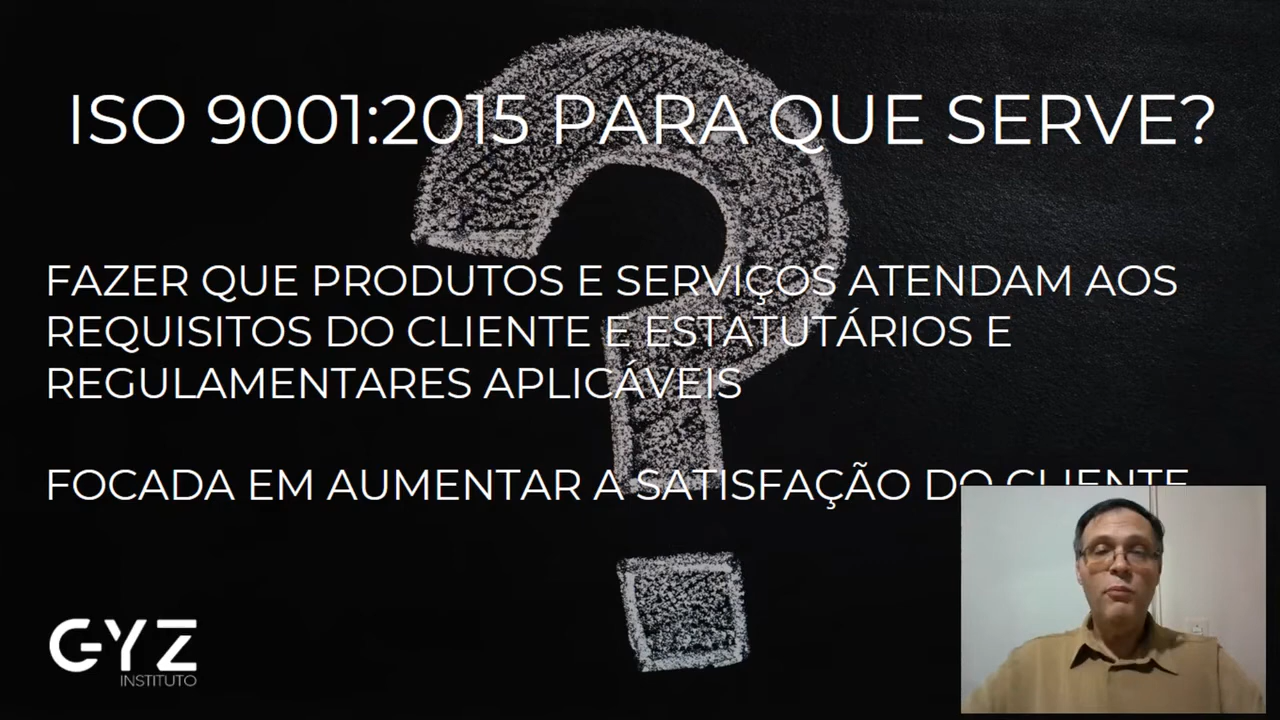 ISO 9001:2015 PARA QUE SERVE?
FAZER QUE PRODUTOS E SERVIÇOS ATENDAM AOS
REQUISITOS DO CLIENTE E ESTATUTÁRIOS E
REGULAMENTARES APLICÁVEIS
FOCADA EM AUMENTAR A SATISFAÇÃO DO CLIENTE
GYZ
INSTITUTO